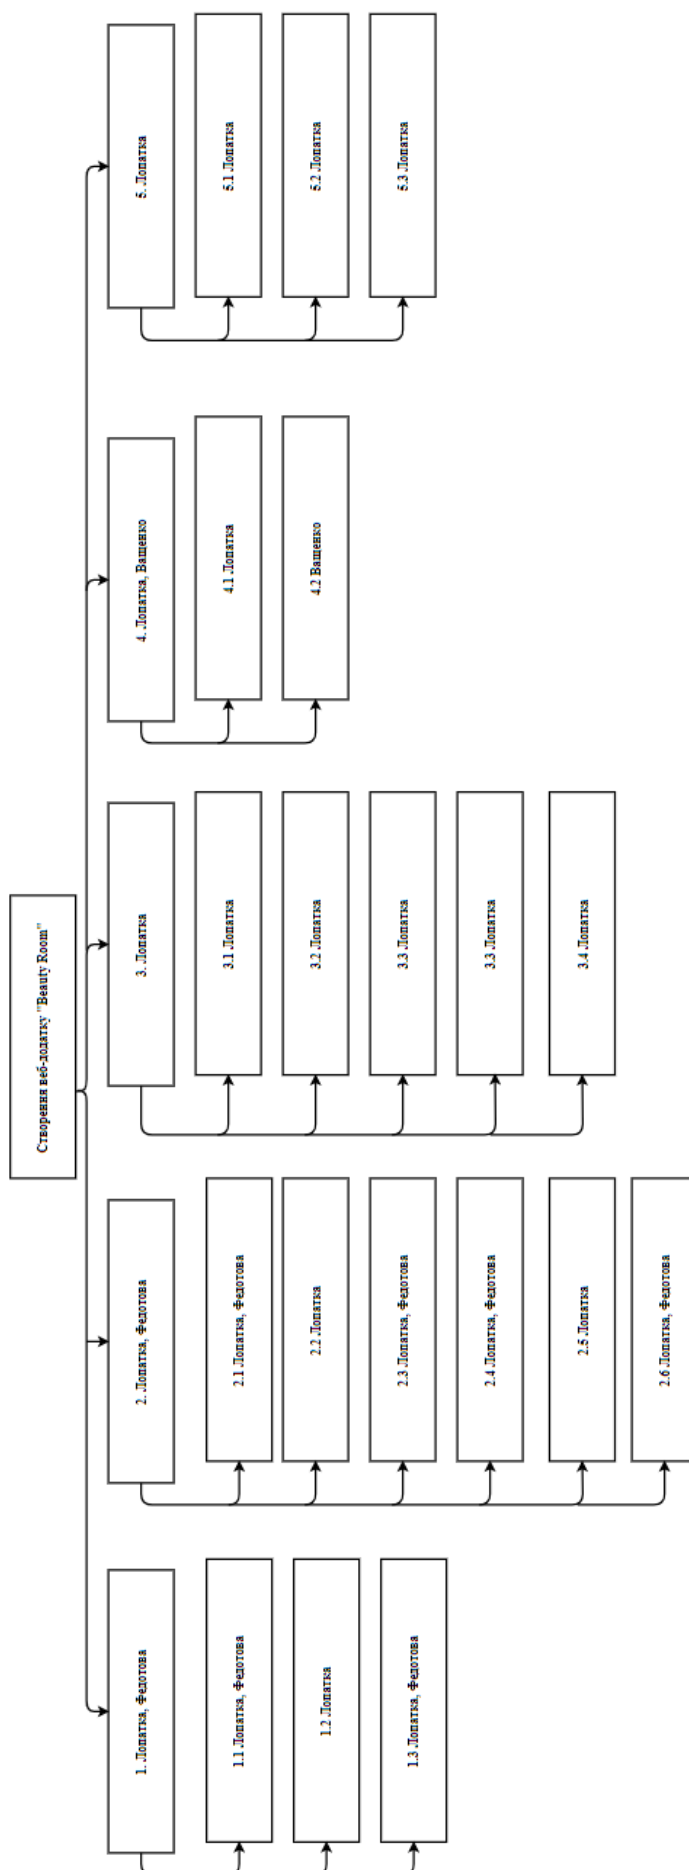 Створення веб-додатку "Beauty Room"
1. Лопатка, Федотова
1.1 Лопатка, Федотова
1.2 Лопатка
1.3 Лопатка, Федотова
2. Лопатка, Федотова
2.1 Лопатка, Федотова
2.2 Лопатка
2.3 Лопатка, Федотова
2.4 Лопатка, Федотова
2.5 Лопатка
2.6 Лопатка, Федотова
3. Лопатка
3.1 Лопатка
3.2 Лопатка
3.3 Лопатка
3.3 Лопатка
3.4 Лопатка
4. Лопатка, Ващенко
4.1 Лопатка
4.2 Ващенко
5. Лопатка
5.1 Лопатка
5.2 Лопатка
5.3 Лопатка